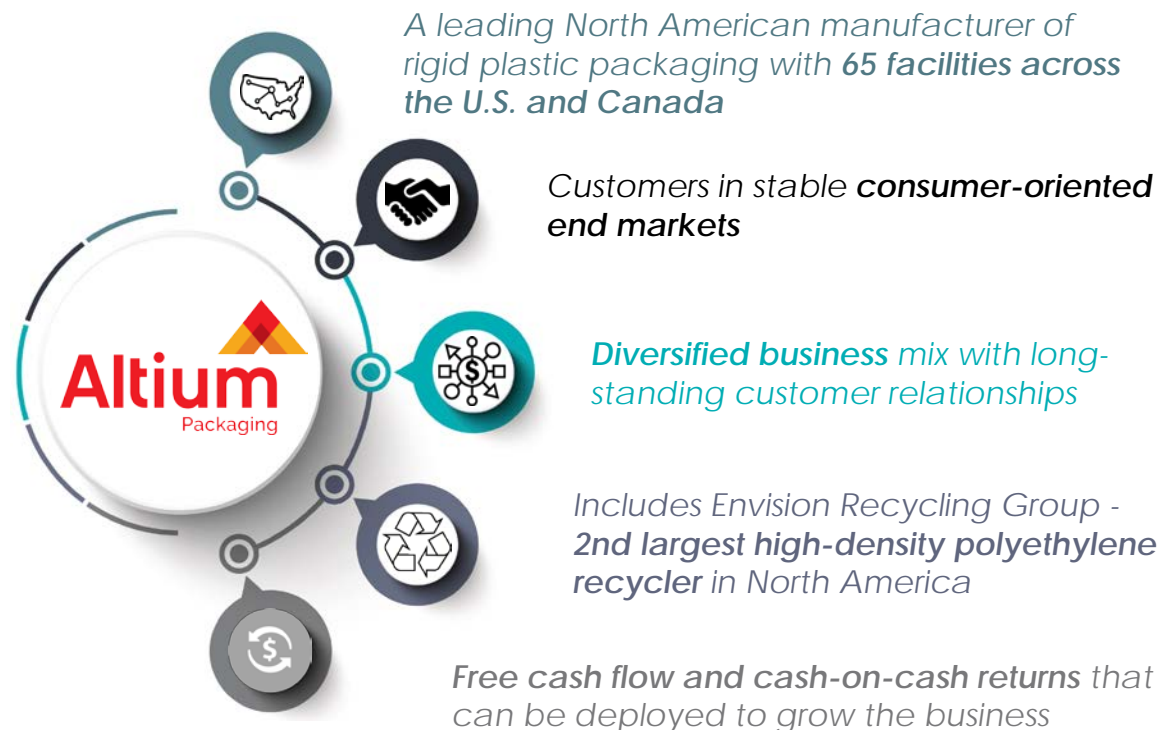 A leading North American manufacturer of
rigid plastic packaging with 65 facilities across
the U.S. and Canada
Customers in stable consumer-oriented
end markets
Altium
Packaging
Diversified business mix with long-
standing customer relationships
Includes Envision Recycling Group -
2nd largest high-density polyethylene
recycler in North America
Free cash flow and cash-on-cash returns that
can be deployed to grow the business
$
$